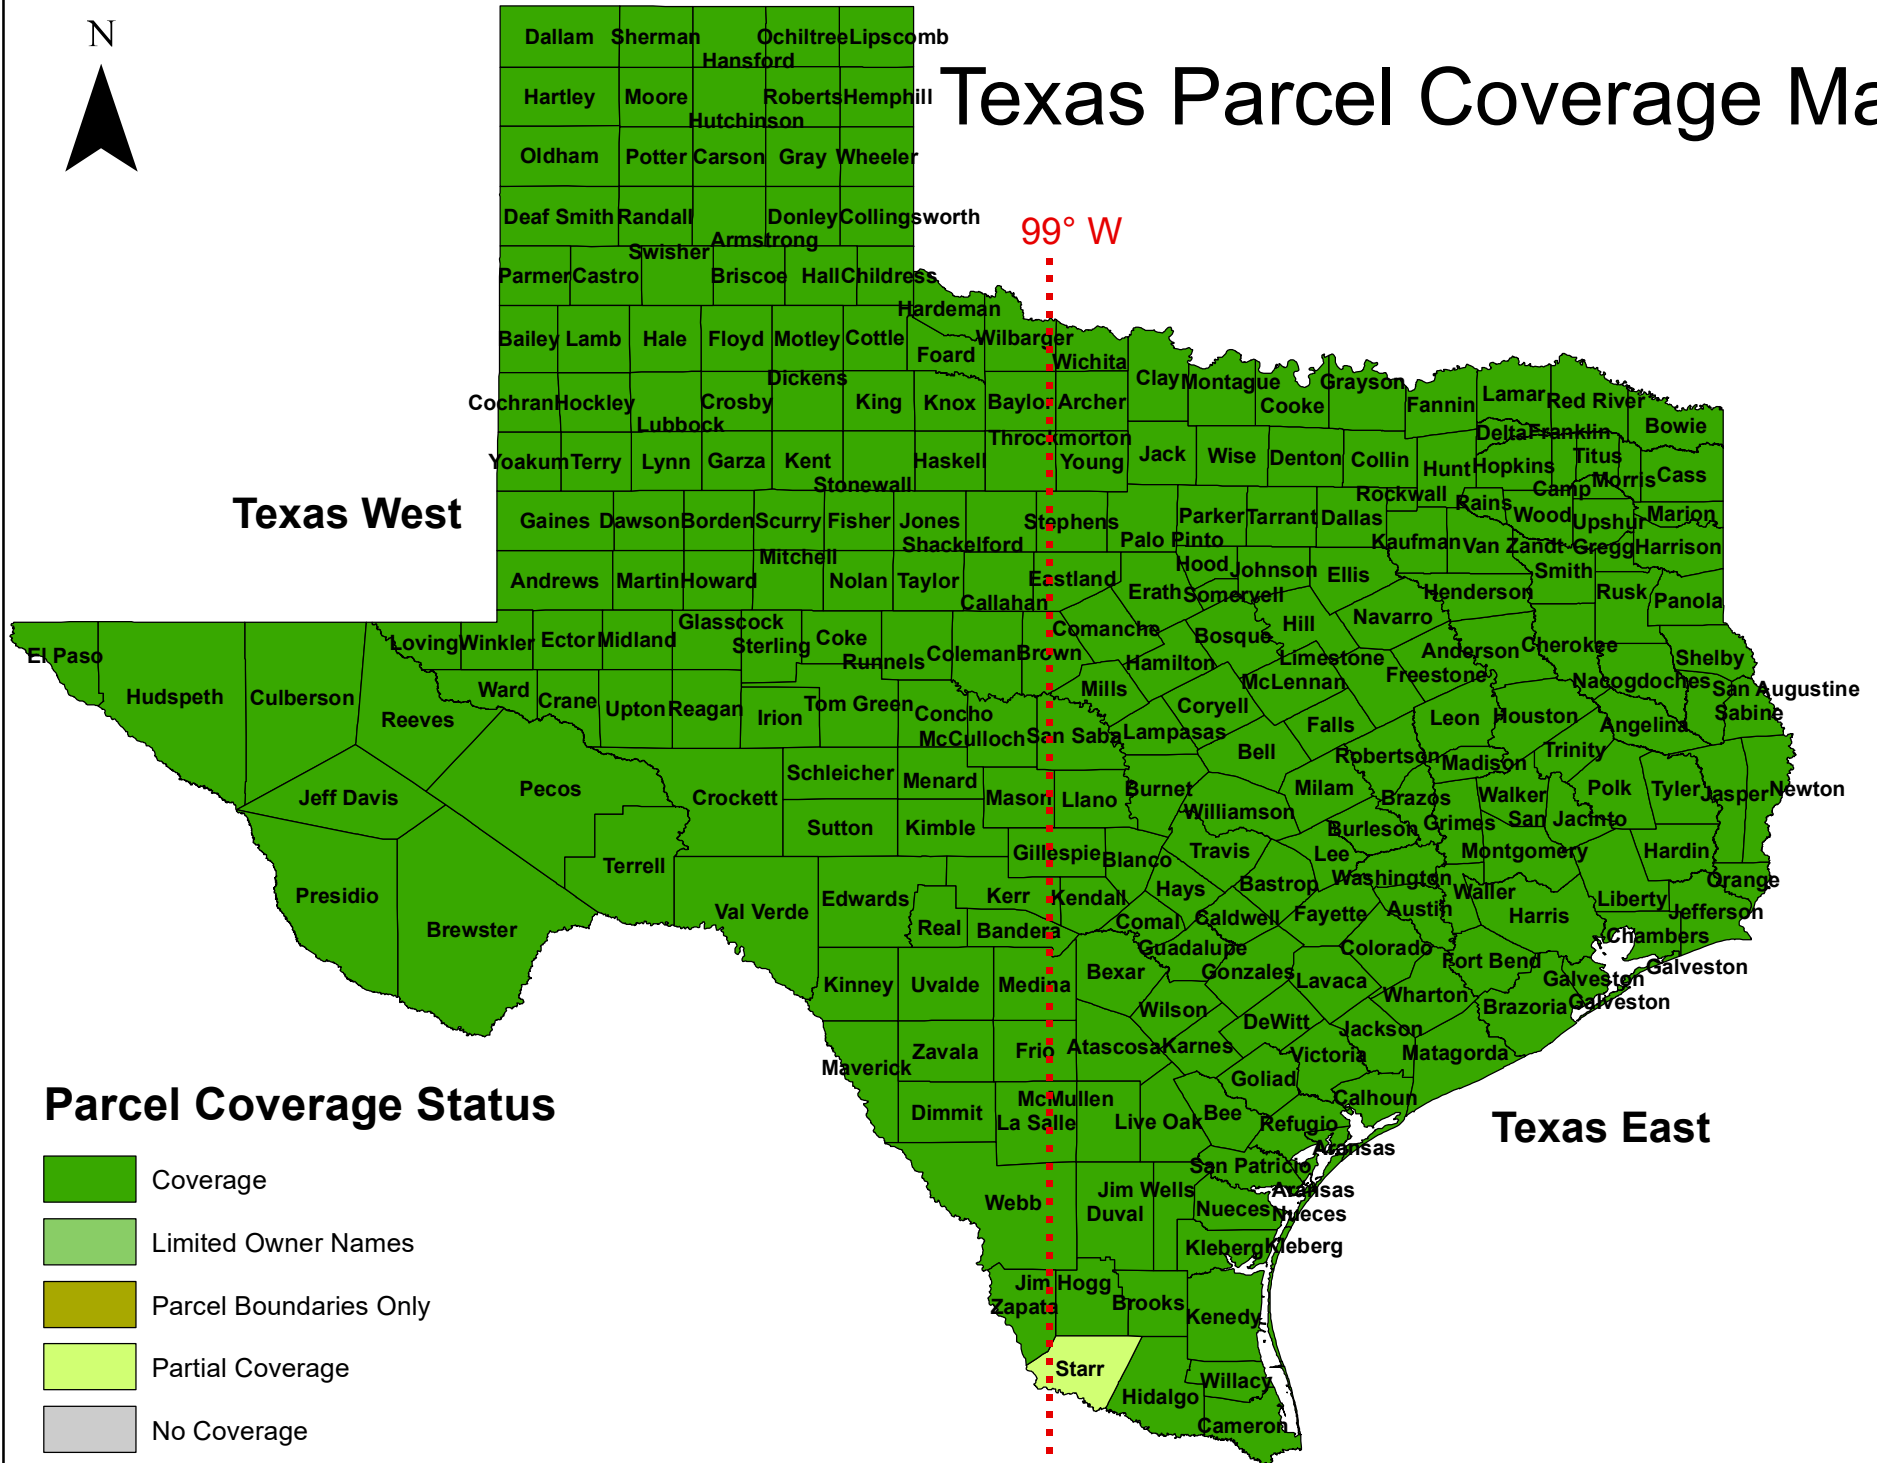 N
Texas Parcel Coverage Ma
Dallam Sherman Ochiltree Lipscomb
Hansford
Hartley Moore Roberts Hemphill
Hutchinson
Oldham Potter Carson Gray Wheeler
Deaf Smith Randall Donley Collingsworth
99° W
Armstrong
Swisher
Parmer Castro Briscoe Hall Childress
Hardeman
Bailey Lamb Hale Floyd Motley Cottle Wilbarger
Foard Wichita
Dickens Clay Montague Grayson
Cochran Hockley Crosby King Knox Baylor Archer Cooke Fannin Lamar Red River
Lubbock Bowie
Throckmorton Delta Franklin
Yoakum Terry Lynn Garza Kent Haskell Young Jack Wise Denton Collin Hunt Hopkins Titus
Stonewall Morris Cass
Rockwall Camp
Texas West
Rains Wood Upshur Marion
Gaines Dawson Borden Scurry Fisher Jones Stephens Parker Tarrant Dallas
Shackelford Palo Pinto Kaufman Van Zandt Gregg Harrison
Mitchell Hood Johnson Ellis Smith
Andrews Martin Howard Nolan Taylor Eastland Erath Somervell Henderson Rusk Panola
Callahan
Glasscock Comanche Hill Navarro
Loving Winkler Ector Midland Sterling Coke Bosque Cherokee
El Paso Runnels Coleman Brown Hamilton Limestone Anderson Shelby
Hudspeth Culberson Ward Crane Mills McLennan Freestone Nacogdoches San Augustine
Reeves Upton Reagan Irion Tom Green Concho Coryell Leon Houston Sabine
McCulloch San Saba Lampasas Falls Angelina
Bell Robertson Madison Trinity
Schleicher Menard
Jeff Davis Pecos Crockett Mason Llano Burnet Milam Brazos Walker Polk Tyler Jasper Newton
Williamson Grimes San Jacinto
Sutton Kimble Burleson
Gillespie Blanco Travis Lee Montgomery Hardin
Terrell Washington Orange
Presidio Edwards Kerr Kendall Hays Bastrop Waller Liberty
Val Verde Caldwell Fayette Austin Harris Jefferson
Brewster Real Bandera Comal
Guadalupe Colorado Chambers
Kinney Uvalde Medina Bexar Gonzales Lavaca Fort Bend Galveston Galveston
Wilson Wharton Brazoria Galveston
DeWitt Jackson
Zavala Frio Atascosa Karnes Victoria Matagorda
Maverick Goliad
Parcel Coverage Status
Dimmit McMullen Bee Calhoun
La Salle Live Oak Refugio
Texas East
Aransas
San Patricio
Coverage
Webb Jim Wells Aransas
Duval Nueces Nueces
Limited Owner Names
Kleberg Kleberg
Jim Hogg
Zapata Brooks Kenedy
Parcel Boundaries Only
Starr
Partial Coverage
Hidalgo Willacy
Cameron
No Coverage